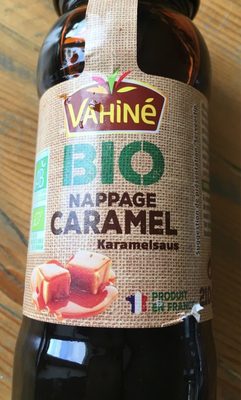 VAHiNé
BIO
NAPPAGE
CARAMEL
Karamelsaus
PRODUIT
EN FRANCE